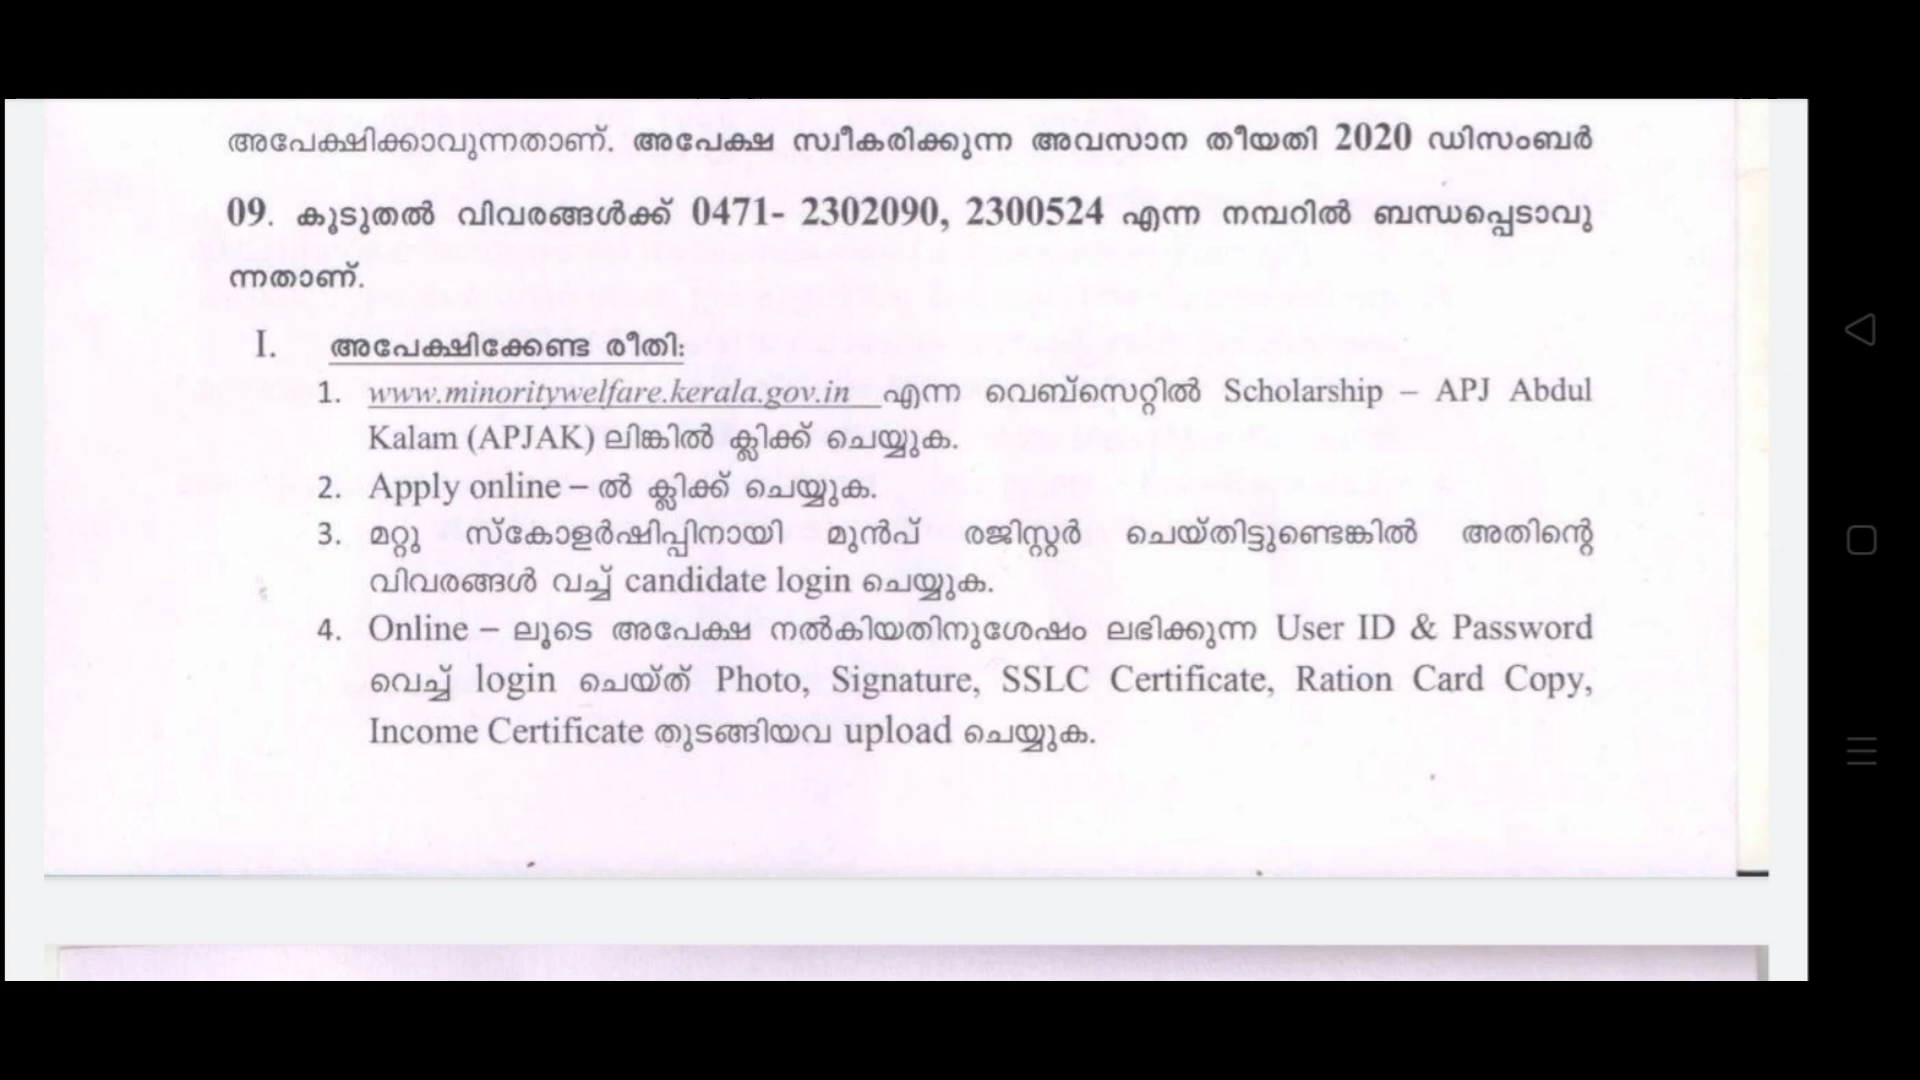 അപേക്ഷിക്കാവുന്നതാണ്. അപേക്ഷ സ്വീകരിക്കുന്ന അവസാന തീയതി 2020 ഡിസംബർ
09. കൂടുതൽ വിവരങ്ങൾക്ക് 0471- 2302090, 2300524 എന്ന നമ്പറിൽ ബന്ധപ്പെടാവു
ന്നതാണ്.
I. അപേക്ഷിക്കേണ്ട രീതി:
1. www.minoritywelfare.kerala.gov.in എന്ന വെബ്സെറ്റിൽ Scholarship – APJ Abdul
Kalam (APJAK) ലിങ്കിൽ ക്ലിക്ക് ചെയ്യുക.
2. Apply online – ൽ ക്ലിക്ക് ചെയ്യുക.
3. മറ്റു സ്കോളർഷിപ്പിനായി മുൻപ് രജിസ്റ്റർ ചെയ്തിട്ടുണ്ടെങ്കിൽ അതിന്റെ
വിവരങ്ങൾ വച്ച് candidate login ചെയ്യുക.
4. Online – ലൂടെ അപേക്ഷ നൽകിയതിനുശേഷം ലഭിക്കുന്ന User ID & Password
വെച്ച് login ചെയ്ത് Photo, Signature, SSLC Certificate, Ration Card Copy,
Income Certificate തുടങ്ങിയവ upload ചെയ്യുക.